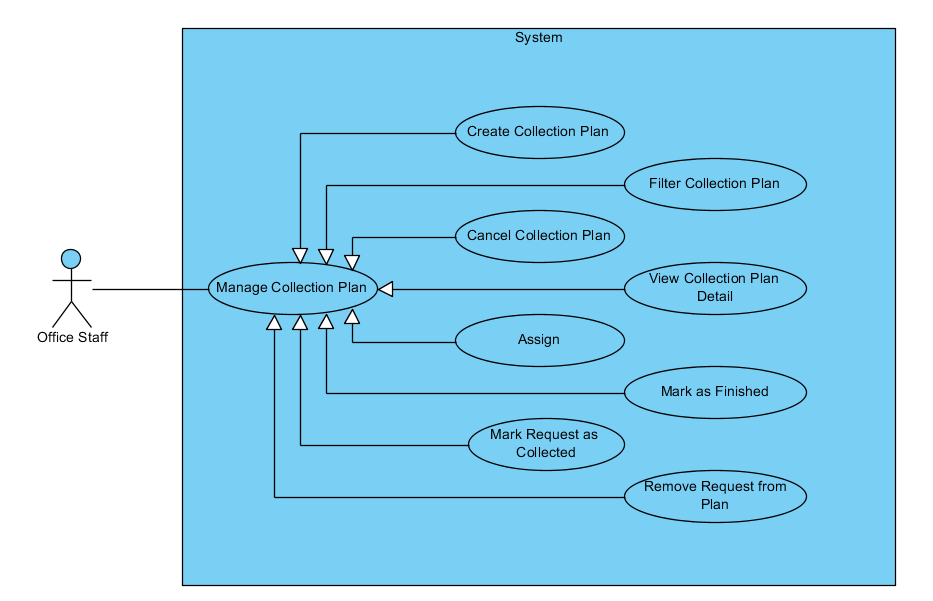 System
Create Collection Plan
Filter Collection Plan
Cancel Collection Plan
View Collection Plan
Detail
Manage Collection Plan
Office Staff
Assign
Mark as Finished
Mark Request as
Collected
Remove Request from
Plan